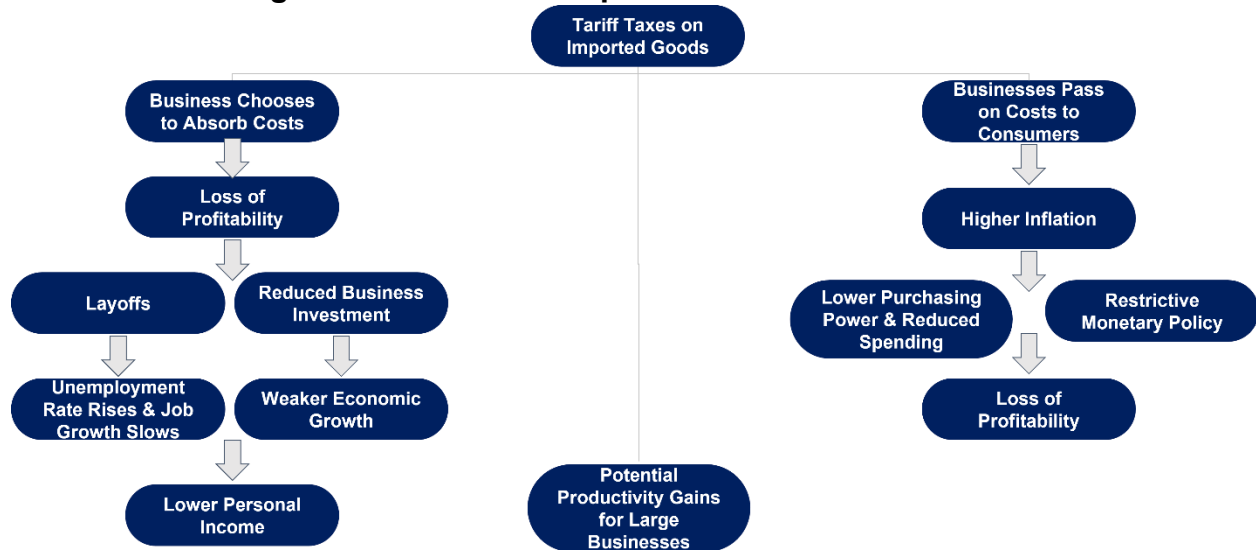 Tariff Taxes on
Imported Goods
Business Chooses
to Absorb Costs
Businesses Pass
on Costs to
Consumers
Loss of
Profitability
Higher Inflation
Layoffs
Reduced Business
Investment
Lower Purchasing
Power & Reduced
Spending
Restrictive
Monetary Policy
Unemployment
Rate Rises & Job
Growth Slows
Weaker Economic
Growth
Loss of
Profitability
Lower Personal
Income
Potential
Productivity Gains
for Large
Businesses